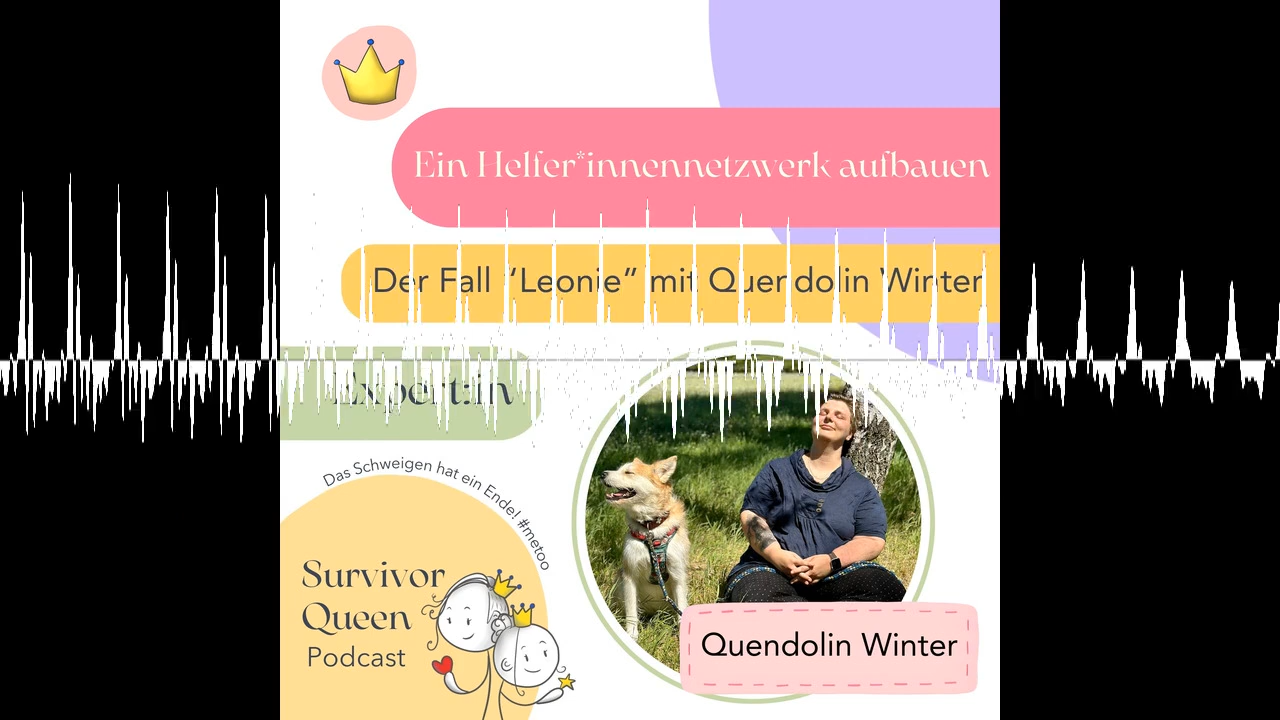 Ein Helfer*innennetzwerk aufbauen
Der Fall “Leonie” mit Quendolin Winter
Expert:in
Das Schweigen hat ein Ende! #metoo
Survivor
Queen
Podcast
Quendolin Winter